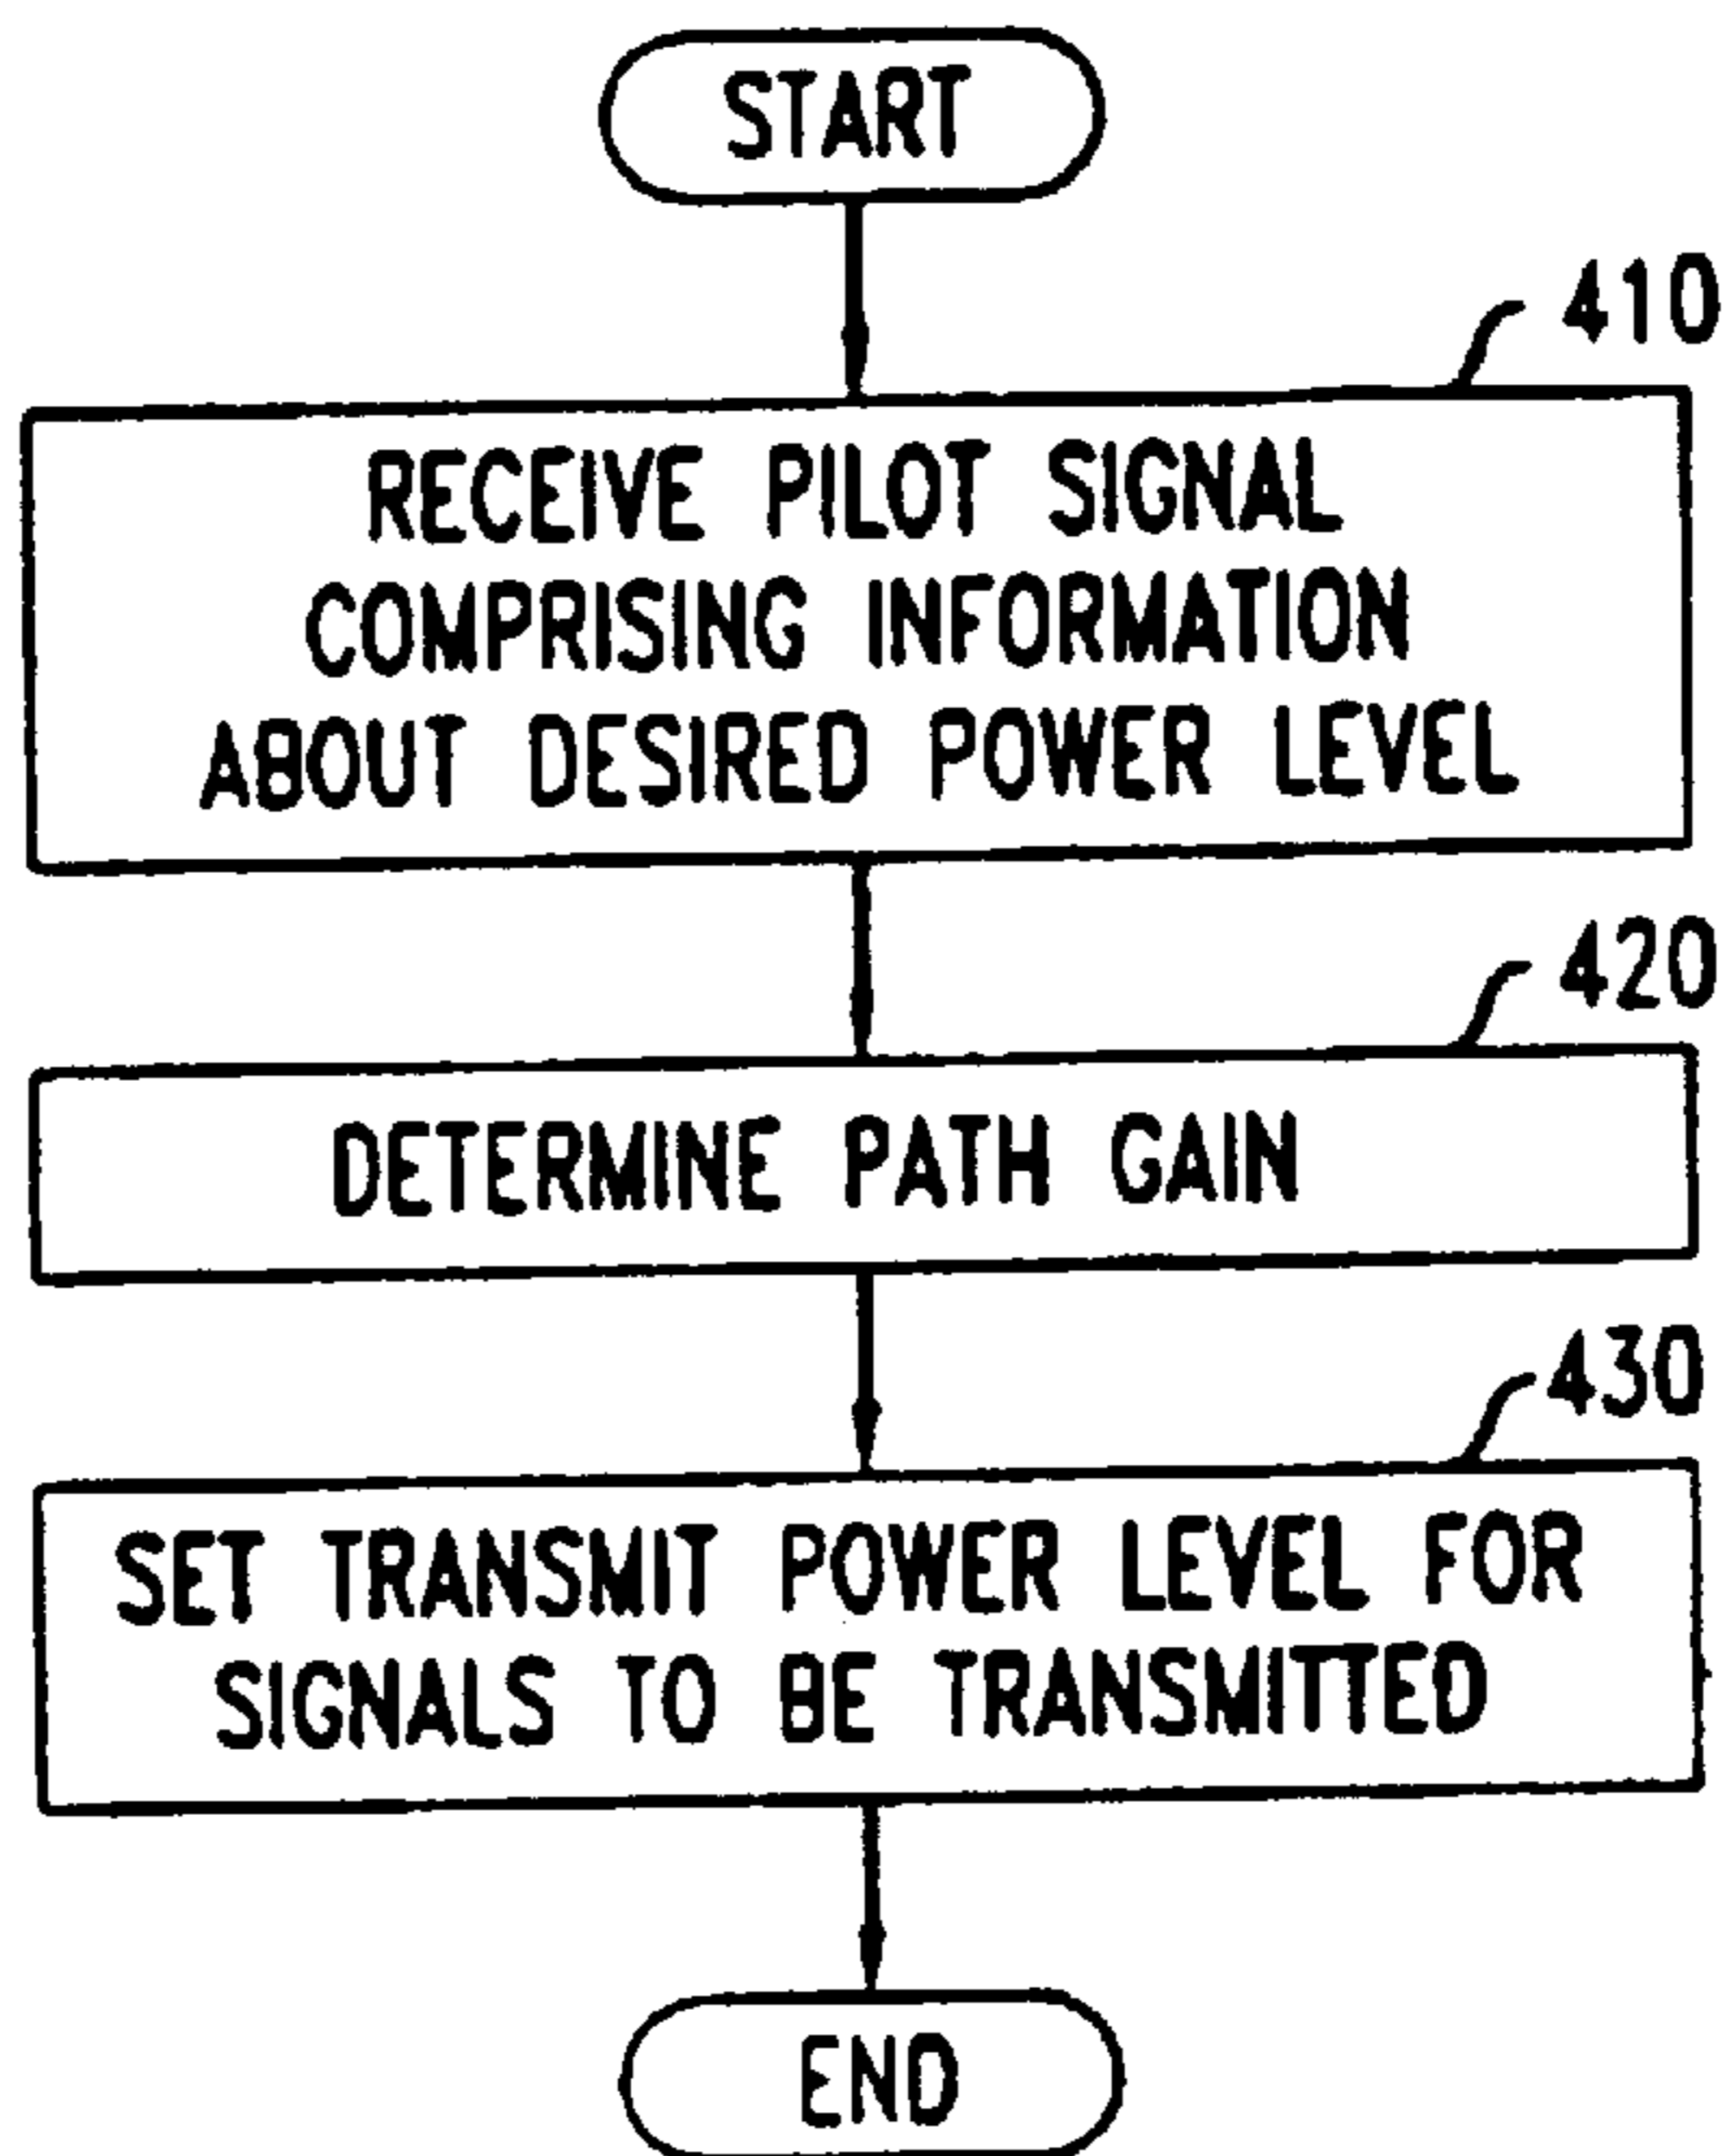 START
410
RECEIVE PILOT SIGNAL
COMPRISING INFORMATION
ABOUT DESIRED POWER LEVEL
420
DETERMINE PATH GAIN
430
SET TRANSMIT POWER LEVEL FOR
SIGNALS TO BE TRANSMITTED
END